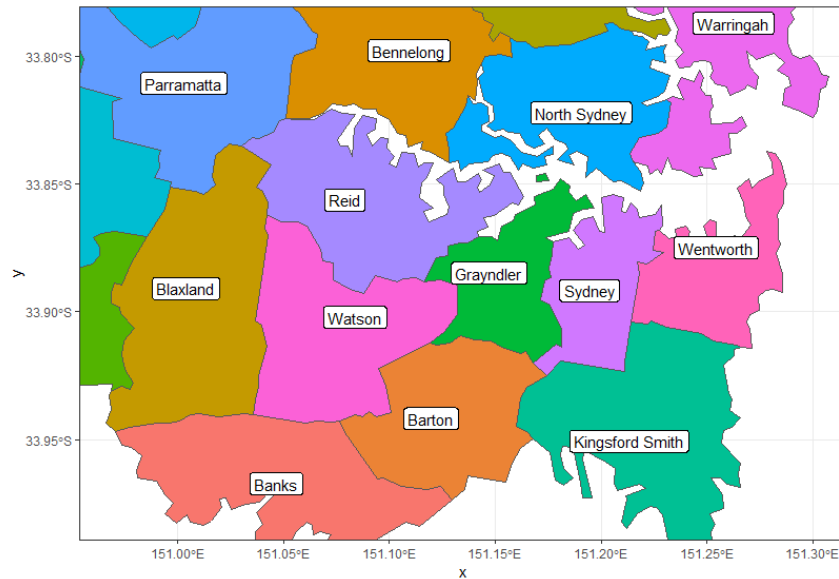 Warringah
Bennelong
33.80°S
Parramatta
North Sydney
33.85°S
Reid
Wentworth
y
Grayndler
Blaxland
Sydney
33.90°S
Watson
Barton
33.95°S
Kingsford Smith
Banks
151.00°E 151.05°E 151.10°E 151.15°E 151.20°E 151.25°E 151.30°E
x